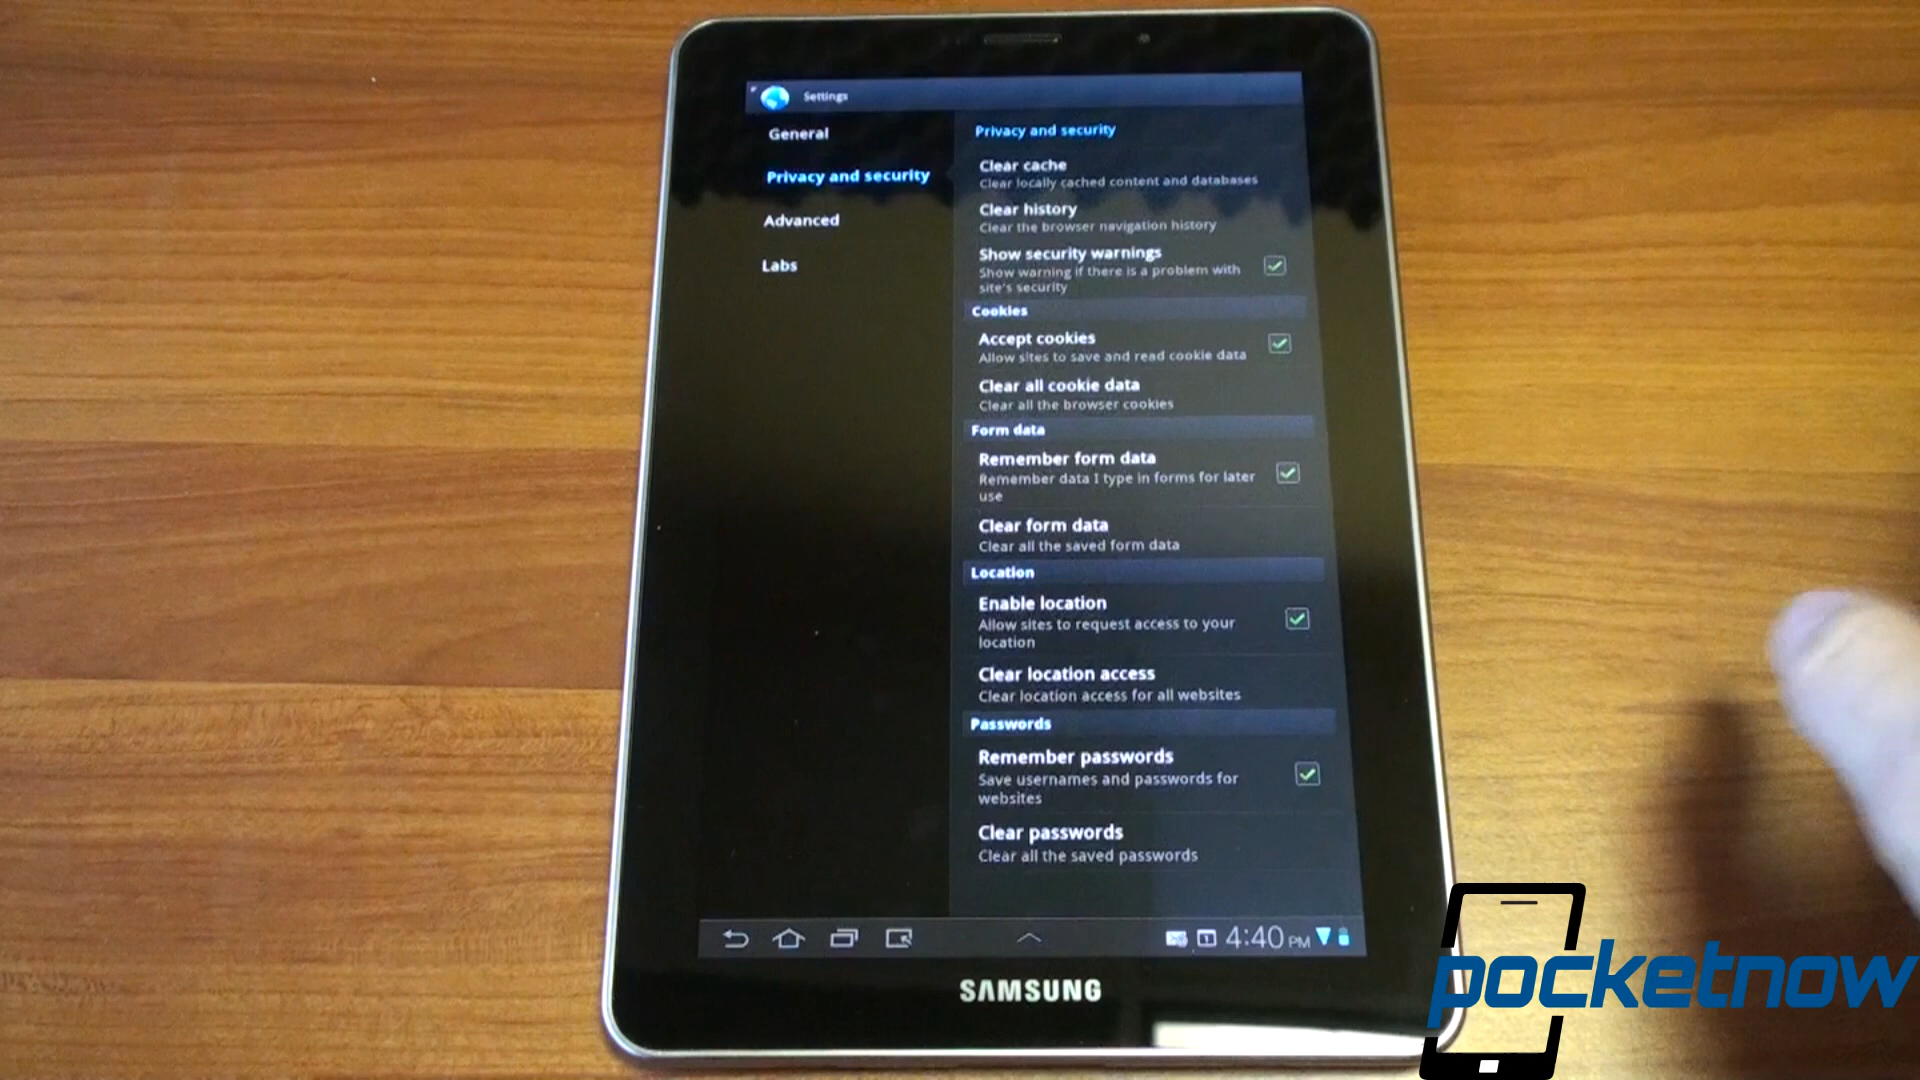 Settings
General
Privacy and security
Advanced
Labs
Privacy and security
Clear cache
Clear locally cached content and databases
Clear history
Clear the browser navigation history
Show security warnings
Show warning if there is a problem with
site's security
Cookies
Accept cookies
Allow sites to save and read cookie data
Clear all cookie data
Clear all the browser cookies
Form data
Remember form data
Remember data I type in forms for later
use
Clear form data
Clear all the saved form data
Location
Enable location
Allow sites to request access to your
location
Clear location access
Clear location access for all websites
Passwords
Remember passwords
Save usernames and passwords for
websites
Clear passwords
Clear all the saved passwords
1 4:40 PM
SAMSUNG
pocketnow